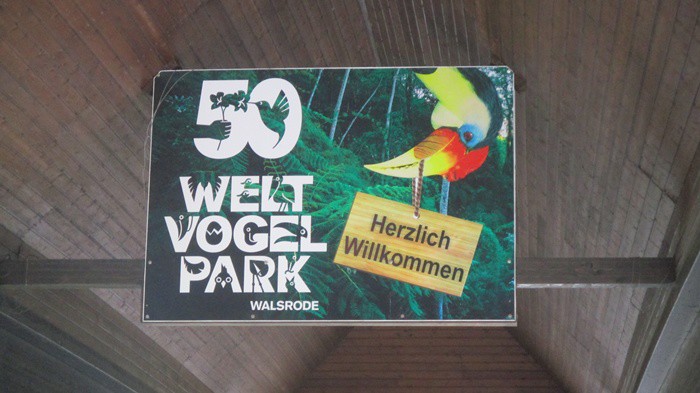 50
WELT
VOGEL
PARK
WALSRODE
Herzlich
Willkommen